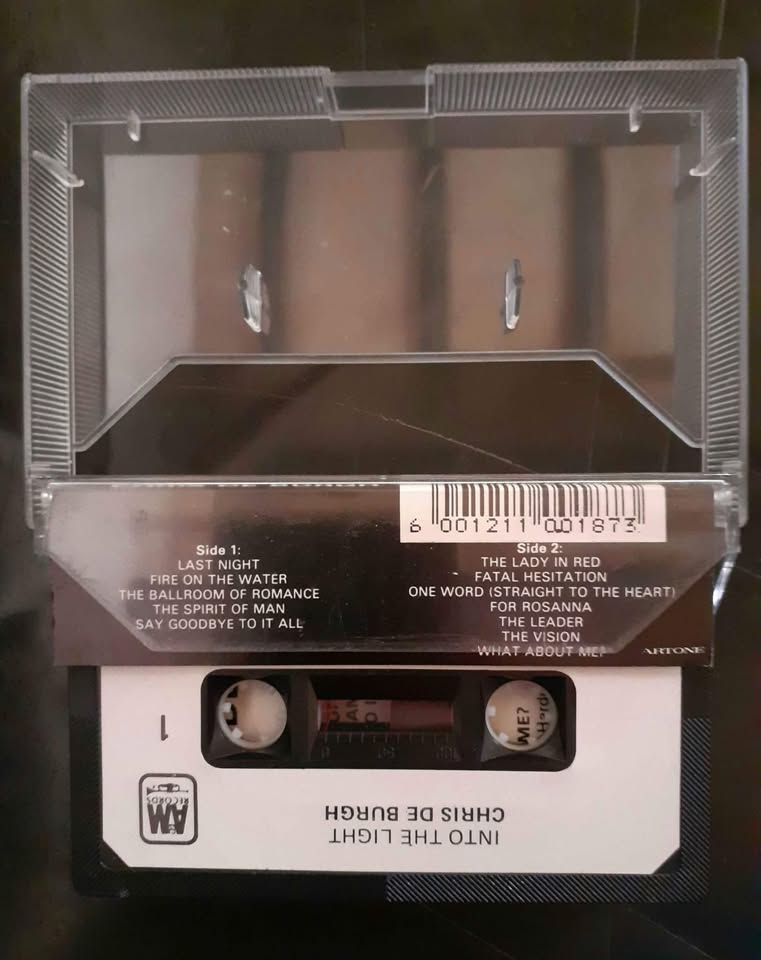 6 001211 001873
Side 1:
LAST NIGHT
FIRE ON THE WATER
THE BALLROOM OF ROMANCE
THE SPIRIT OF MAN
SAY GOODBYE TO IT ALL
Side 2:
THE LADY IN RED
FATAL HESITATION
ONE WORD (STRAIGHT TO THE HEART)
FOR ROSANNA
THE LEADER
THE VISION
WHAT ABOUT ME?
ARTONE
ME?
1
A&M
RECORDS
INTO THE LIGHT
CHRIS DE BURGH